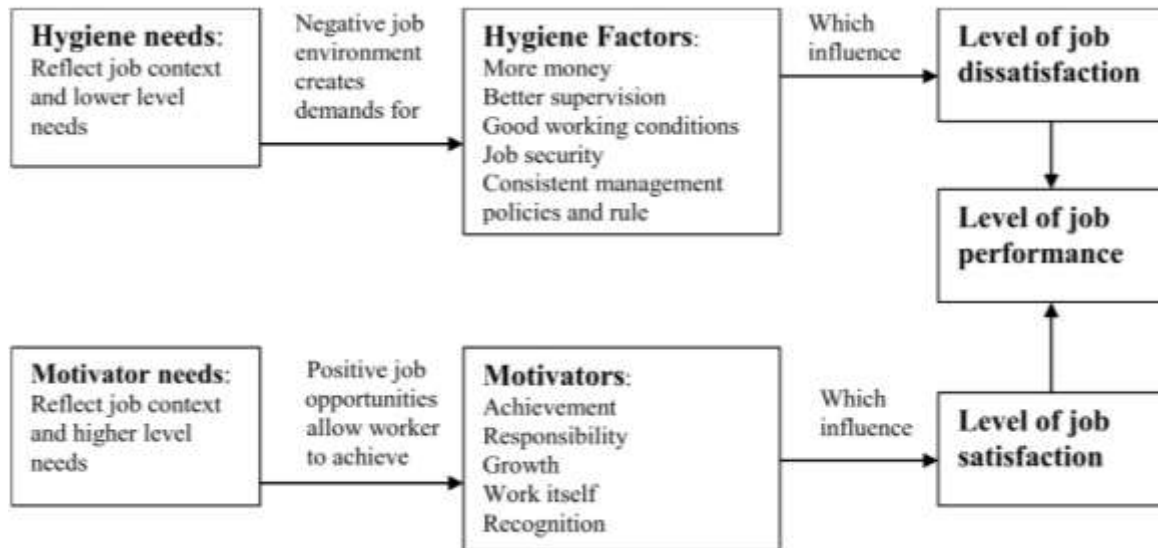 Hygiene needs:
Reflect job context
and lower level
needs
Negative job
environment
creates
demands for
Hygiene Factors:
More money
Better supervision
Good working conditions
Job security
Consistent management
policies and rule
Which
influence
Level of job
dissatisfaction
Level of job
performance
Motivator needs:
Reflect job context
and higher level
needs
Positive job
opportunities
allow worker
to achieve
Motivators:
Achievement
Responsibility
Growth
Work itself
Recognition
Which
influence
Level of job
satisfaction